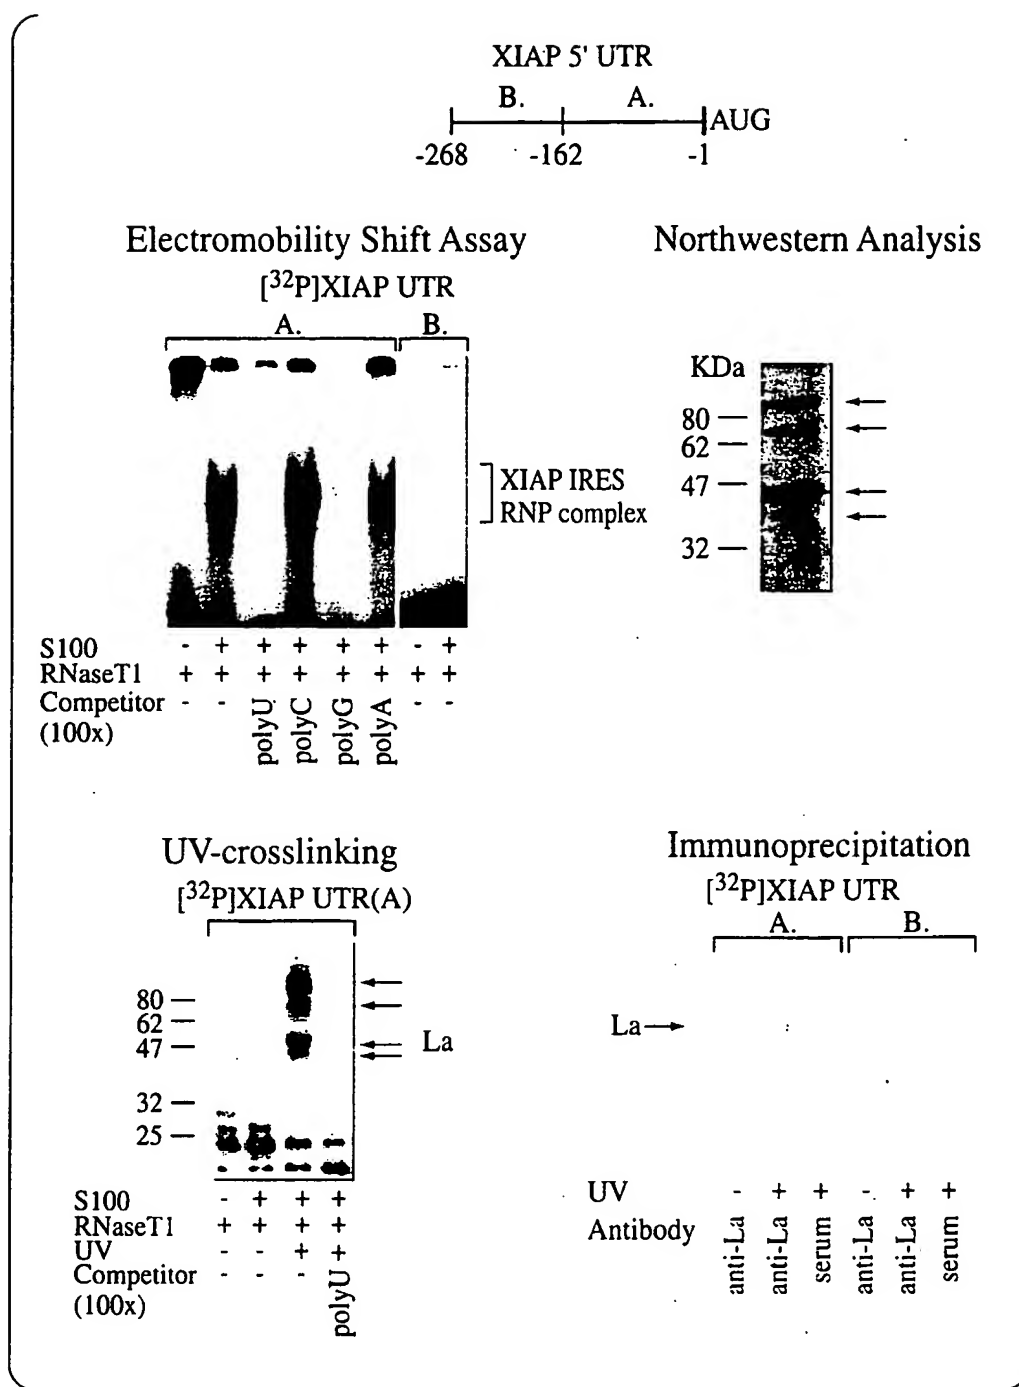 XIAP 5' UTR
B. A.
AUG
-268 -162 -1
Electromobility Shift Assay
[32P]XIAP UTR
A. B.
XIAP IRES
RNP complex
S100 - + + + + + - +
RNaseT1 + + + + + + + +
Competitor - - polyU polyC polyG polyA - -
(100x)
Northwestern Analysis
KDa
80
62
47
32
UV-crosslinking
[32P]XIAP UTR(A)
80
62
47
32
25
La
S100 - + + +
RNaseT1 + + + +
UV - - + +
Competitor - - - polyU
(100x)
Immunoprecipitation
[32P]XIAP UTR
A. B.
La
UV - + + - + +
Antibody anti-La anti-La serum anti-La anti-La serum